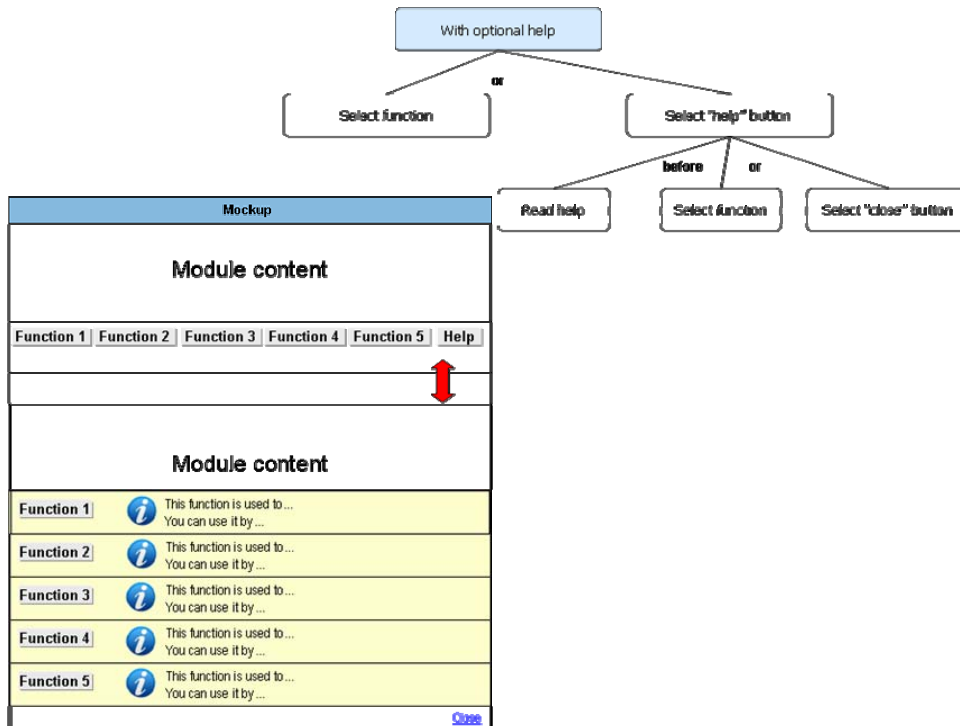 With optional help
or
Select function
Select "help" button
before
or
Read help
Select function
Select "close" button
Mockup
Module content
Function 1
Function 2
Function 3
Function 4
Function 5
Help
Module content
Function 1
This function is used to...
You can use it by...
Function 2
This function is used to...
You can use it by...
Function 3
This function is used to...
You can use it by...
Function 4
This function is used to...
You can use it by...
Function 5
This function is used to...
You can use it by...
Close